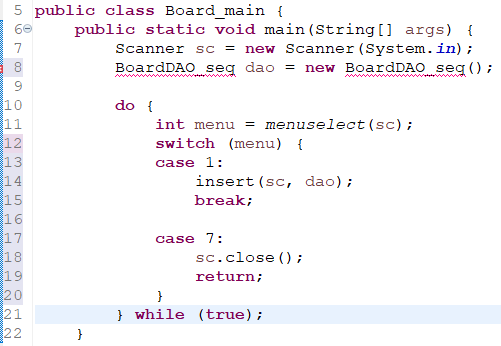 5 public class Board_main {
6 public static void main(String[] args) {
7 Scanner sc = new Scanner(System.in);
8 BoardDAO_seq dao = new BoardDAO_seq();
9
10 do {
11 int menu = menuselect(sc);
12 switch (menu) {
13 case 1:
14 insert(sc, dao);
15 break;
16
17 case 7:
18 sc.close();
19 return;
20 }
21 } while (true);
22 }